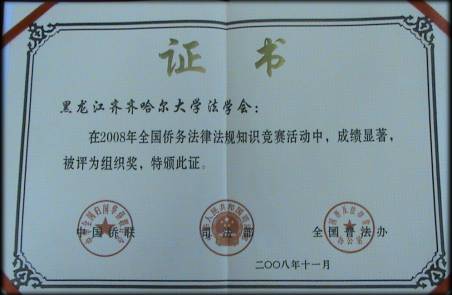 证书
黑龙江齐齐哈尔大学法学会：
在2008年全国侨务法律法规知识竞赛活动中，成绩显著，
被评为组织奖，特颁此证。
中国侨联 司法部 全国普法办
二〇〇八年十一月